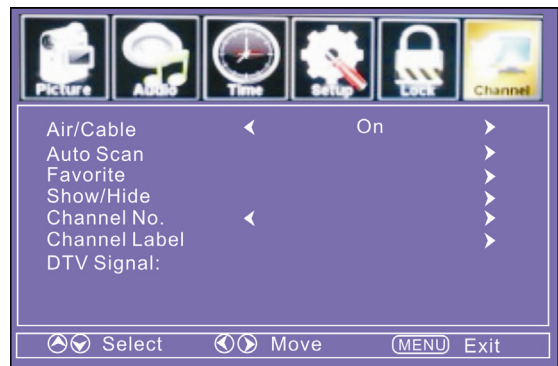 Picture Audio Time Setup Lock Channel
Air/Cable On
Auto Scan
Favorite
Show/Hide
Channel No.
Channel Label
DTV Signal:
Select Move MENU Exit